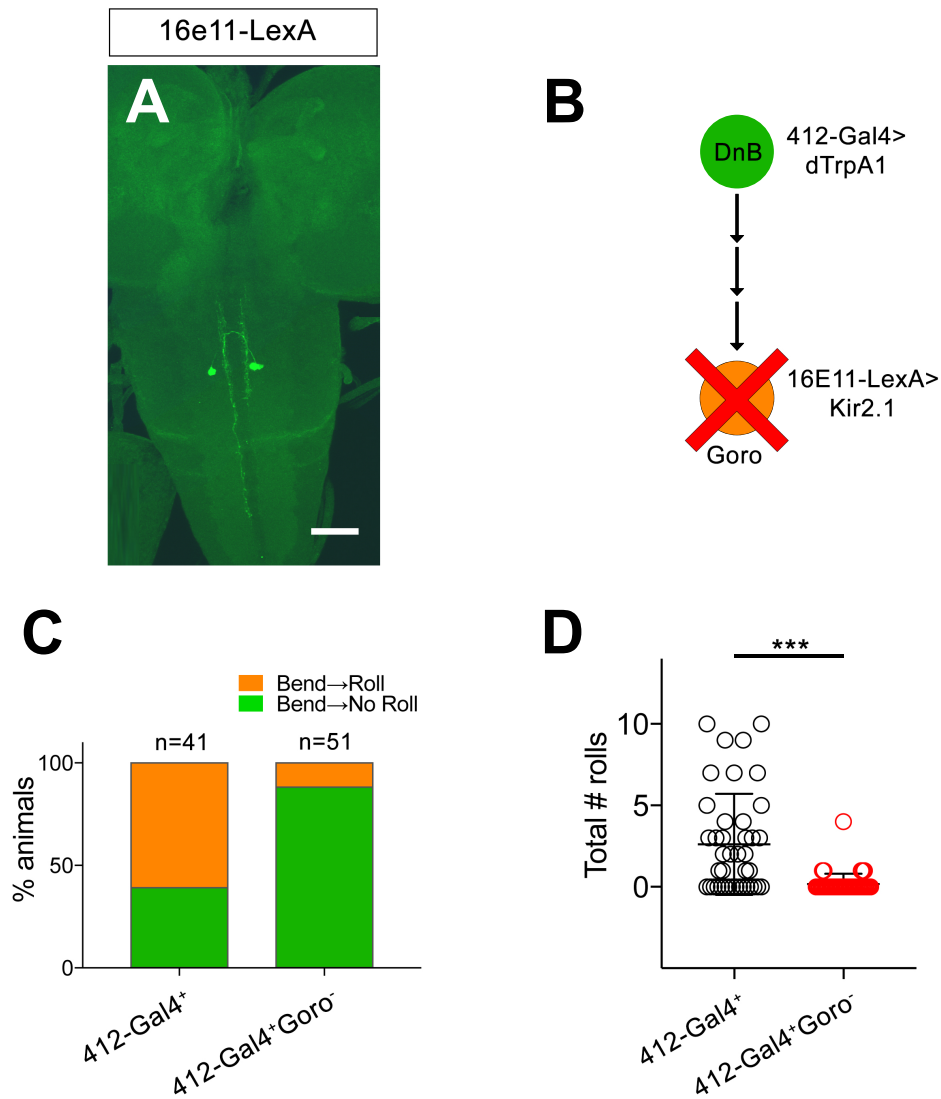 16e11-LexA
A
B
DnB
412-Gal4>
dTrpA1
16E11-LexA>
Kir2.1
Goro
C
Bend→Roll
Bend→No Roll
n=41
n=51
% animals
100
50
0
412-Gal4⁺
412-Gal4⁺Goro⁻
D
***
Total # rolls
10
5
0
412-Gal4⁺
412-Gal4⁺Goro⁻